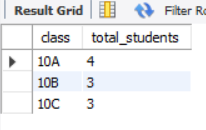 Result Grid Filter Ro
class total_students
10A 4
10B 3
10C 3